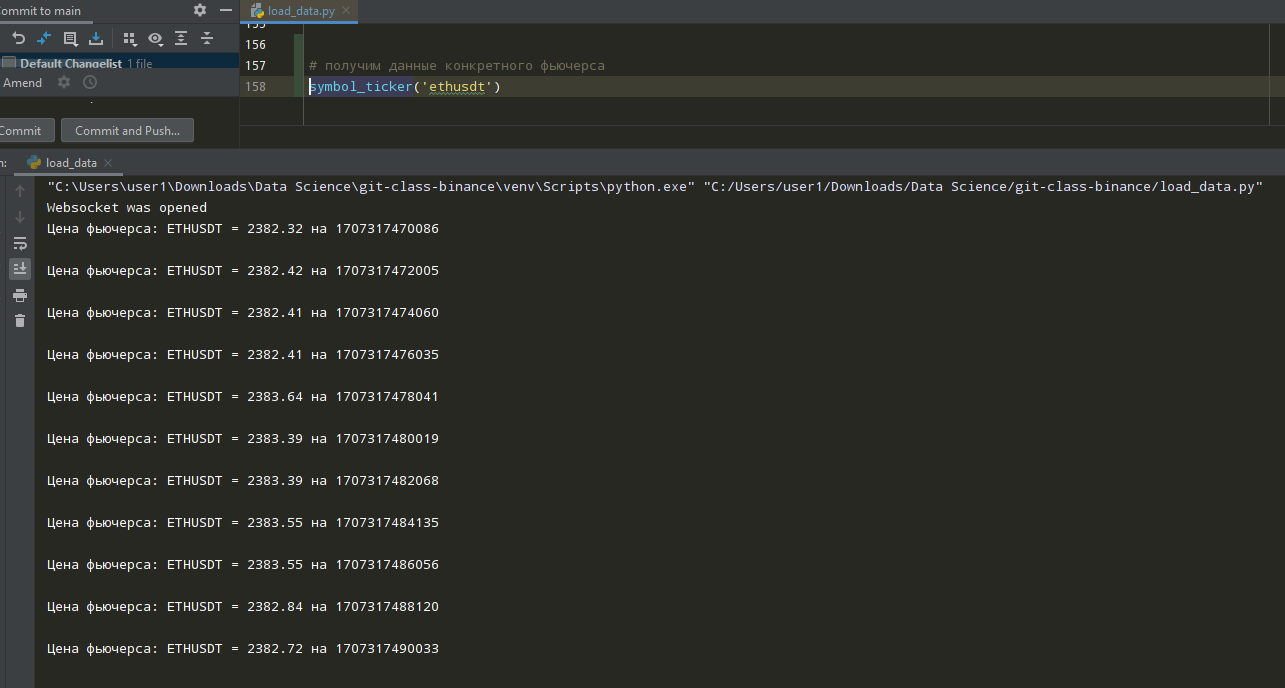 ommit to main
load_data.py
Default Changelist 1 file
Amend
Commit
Commit and Push...
155
156
157 # получим данные конкретного фьючерса
158 symbol_ticker('ethusdt')
n: load_data
"C:\Users\user1\Downloads\Data Science\git-class-binance\venv\Scripts\python.exe" "C:/Users/user1/Downloads/Data Science/git-class-binance/load_data.py"
Websocket was opened
Цена фьючерса: ETHUSDT = 2382.32 на 1707317470086
Цена фьючерса: ETHUSDT = 2382.42 на 1707317472005
Цена фьючерса: ETHUSDT = 2382.41 на 1707317474060
Цена фьючерса: ETHUSDT = 2382.41 на 1707317476035
Цена фьючерса: ETHUSDT = 2383.64 на 1707317478041
Цена фьючерса: ETHUSDT = 2383.39 на 1707317480019
Цена фьючерса: ETHUSDT = 2383.39 на 1707317482068
Цена фьючерса: ETHUSDT = 2383.55 на 1707317484135
Цена фьючерса: ETHUSDT = 2383.55 на 1707317486056
Цена фьючерса: ETHUSDT = 2382.84 на 1707317488120
Цена фьючерса: ETHUSDT = 2382.72 на 1707317490033